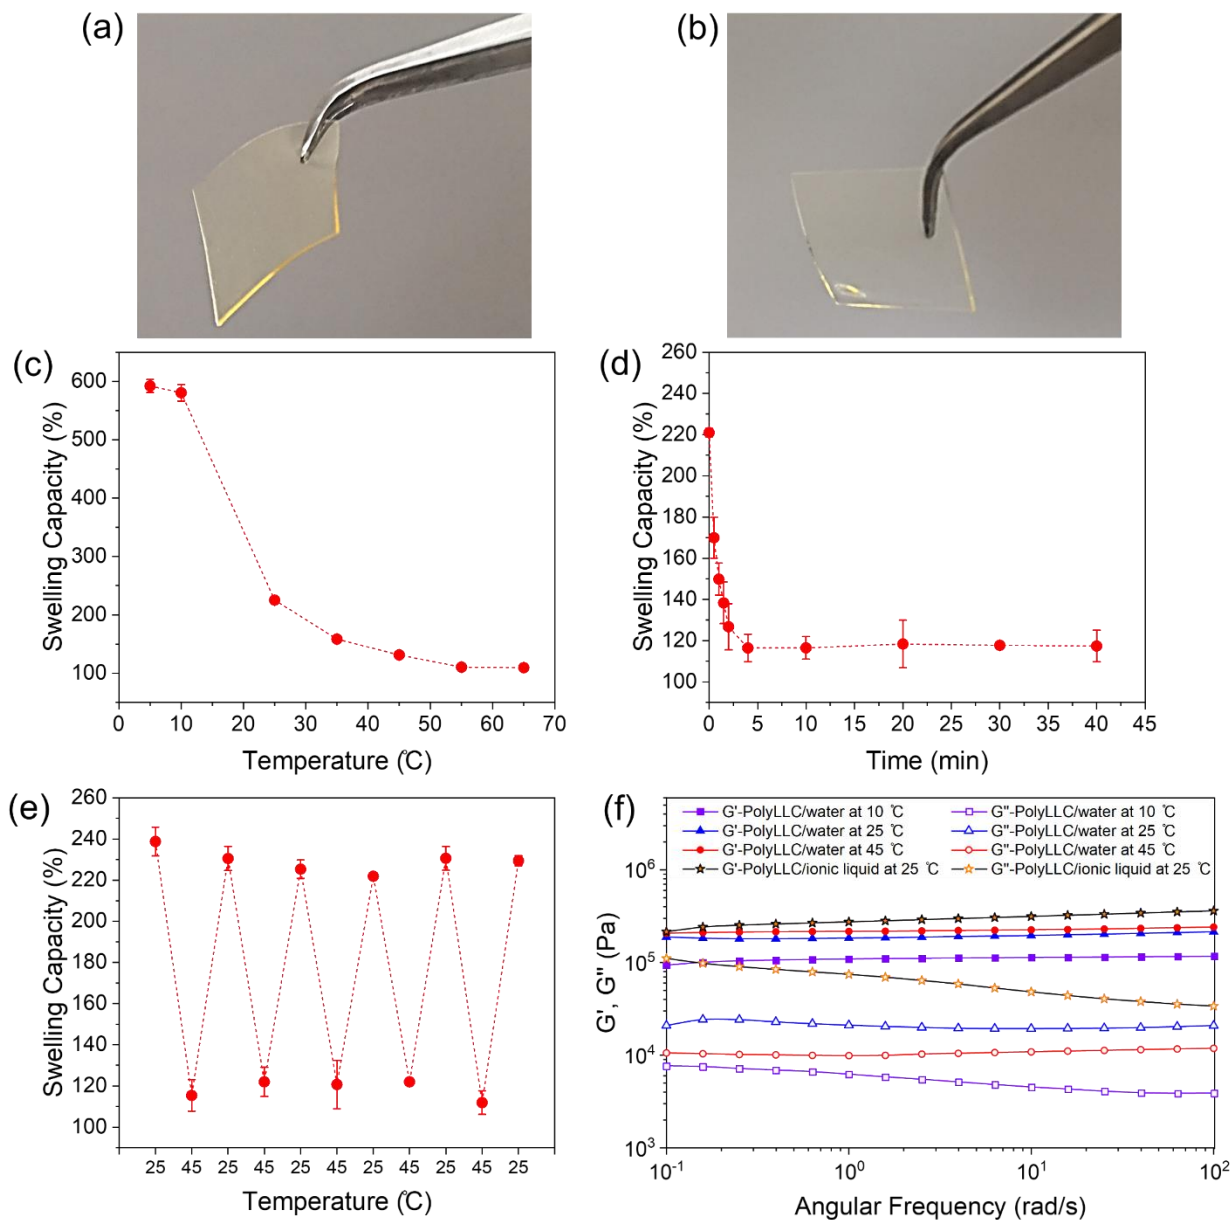 (a)
(b)
(c)
600
500
400
300
200
100
Swelling Capacity (%)
0 10 20 30 40 50 60 70
Temperature (℃)
(d)
260
240
220
200
180
160
140
120
100
Swelling Capacity (%)
0 5 10 15 20 25 30 35 40 45
Time (min)
(e)
260
240
220
200
180
160
140
120
100
Swelling Capacity (%)
25 45 25 45 25 45 25 45 25 45 25
Temperature (℃)
(f)
G'-PolyLLC/water at 10 ℃
G'-PolyLLC/water at 25 ℃
G'-PolyLLC/water at 45 ℃
G'-PolyLLC/ionic liquid at 25 ℃
G"-PolyLLC/water at 10 ℃
G"-PolyLLC/water at 25 ℃
G"-PolyLLC/water at 45 ℃
G"-PolyLLC/ionic liquid at 25 ℃
10⁶
10⁵
10⁴
10³
G', G" (Pa)
10⁻¹ 10⁰ 10¹ 10²
Angular Frequency (rad/s)